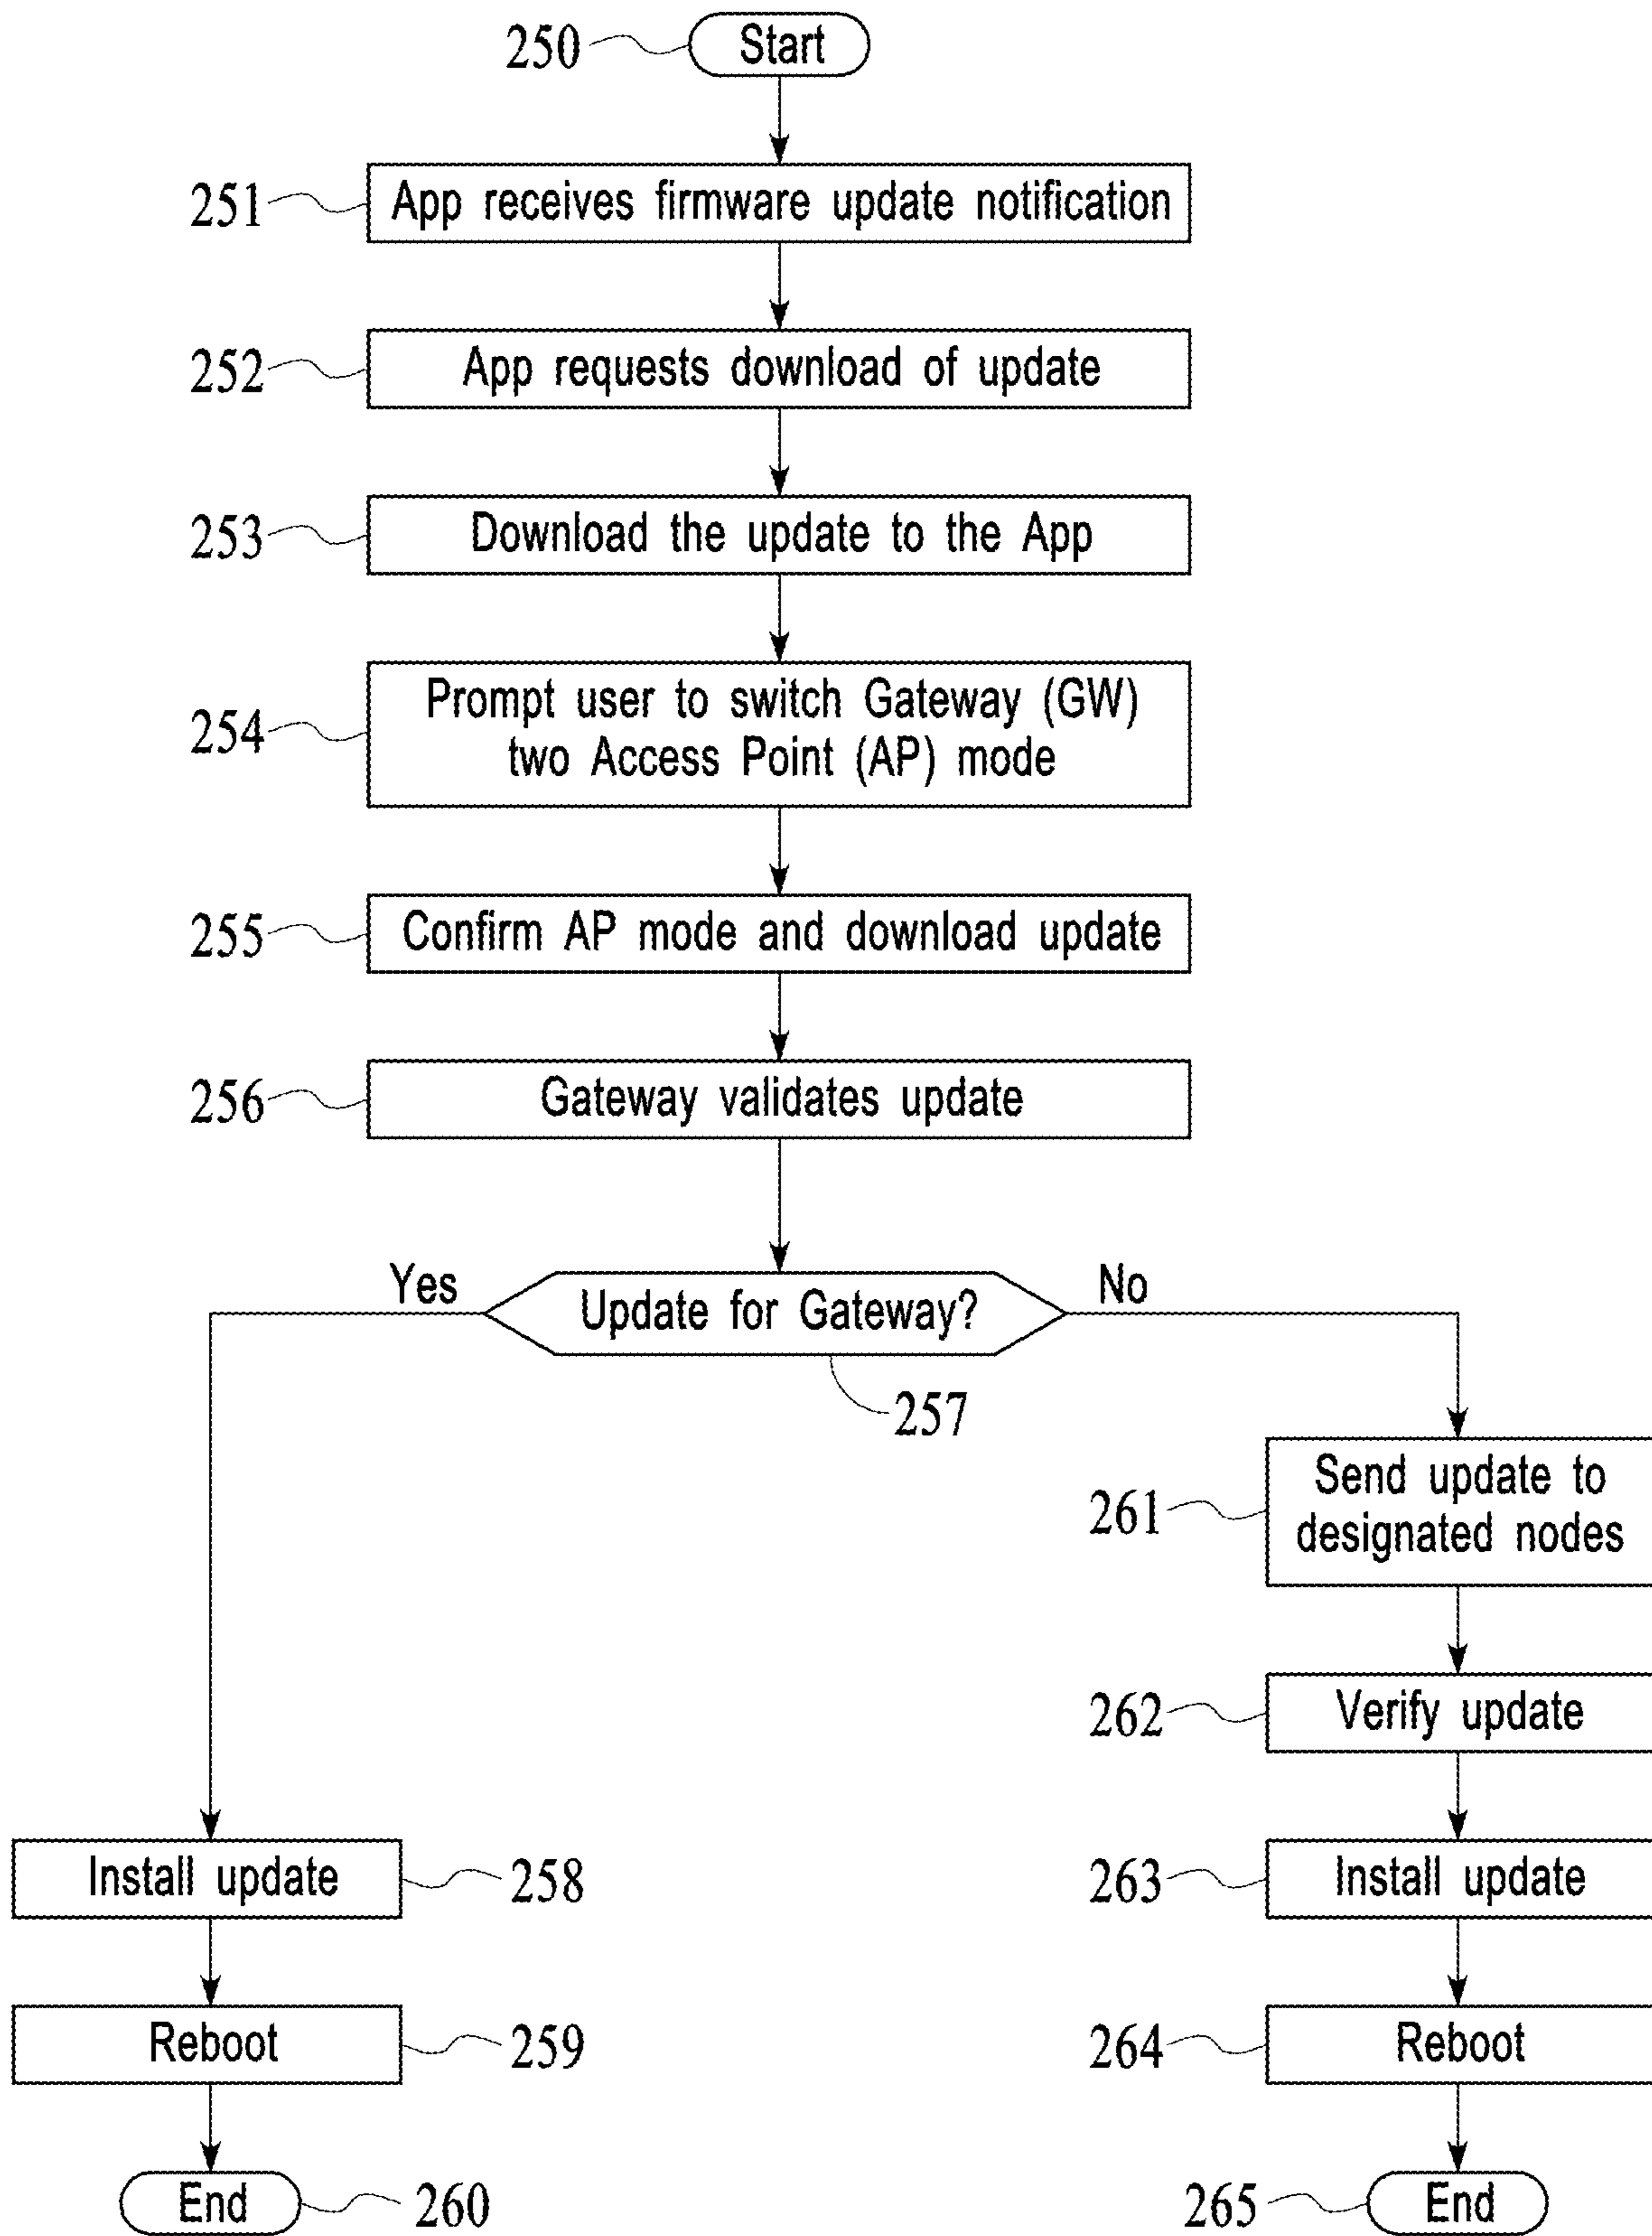 250
Start
251
App receives firmware update notification
252
App requests download of update
253
Download the update to the App
254
Prompt user to switch Gateway (GW)
two Access Point (AP) mode
255
Confirm AP mode and download update
256
Gateway validates update
Yes
Update for Gateway?
No
257
261
Send update to
designated nodes
262
Verify update
Install update
258
263
Install update
Reboot
259
264
Reboot
End
260
265
End